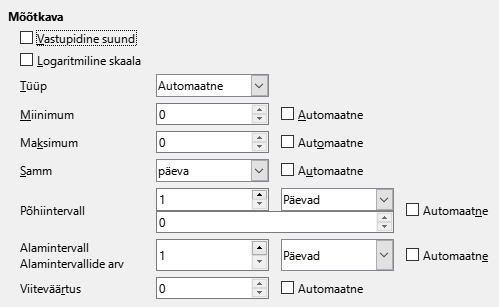 Mõõtkava
Vastupidine suund
Logaritmiline skaala
Tüüp Automaatne
Miinimum 0 Automaatne
Maksimum 0 Automaatne
Samm päeva Automaatne
Põhiintervall 1 Päevad Automaatne
0
Alamintervall 1 Päevad Automaatne
Alamintervallide arv
Viiteväärtus 0 Automaatne